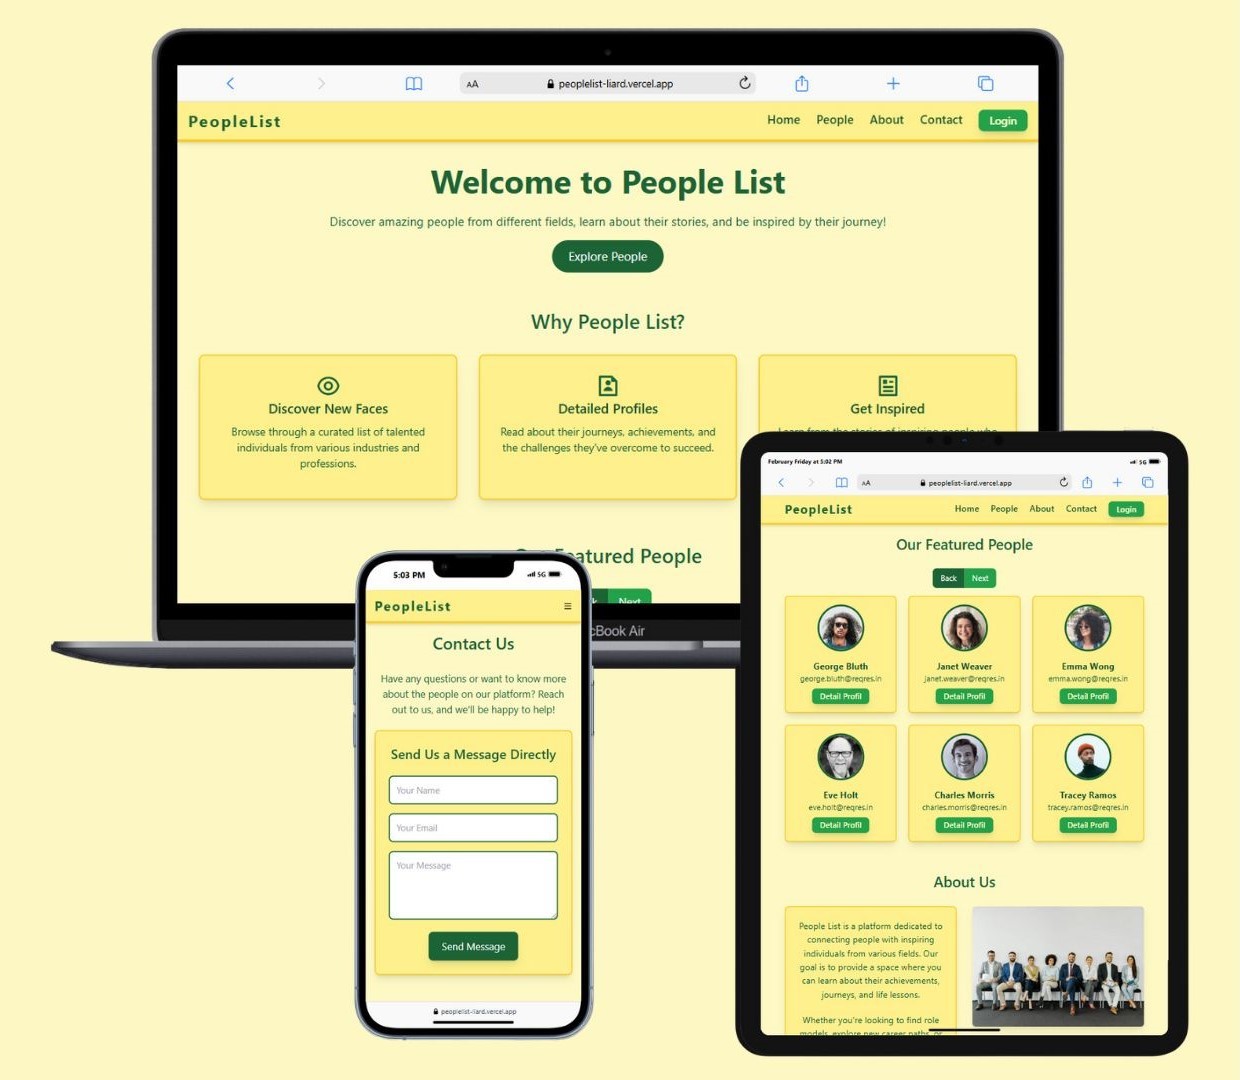 AA peoplelist-liard.vercel.app
PeopleList
Home People About Contact Login
Welcome to People List
Discover amazing people from different fields, learn about their stories, and be inspired by their journey!
Explore People
Why People List?
Discover New Faces
Browse through a curated list of talented
individuals from various industries and
professions.
Detailed Profiles
Read about their journeys, achievements, and
the challenges they've overcome to succeed.
Get Inspired
Learn from the stories of inspiring people who
Featured People
Next
cBook Air
5:03 PM
5G
PeopleList
Contact Us
Have any questions or want to know more
about the people on our platform? Reach
out to us, and we'll be happy to help!
Send Us a Message Directly
Your Name
Your Email
Your Message
Send Message
peoplelist-liard.vercel.app
February Friday at 5:02 PM
5G
AA peoplelist-liard.vercel.app
PeopleList
Home People About Contact Login
Our Featured People
Back Next
George Bluth
george.bluth@reqres.in
Detail Profil
Janet Weaver
janet.weaver@reqres.in
Detail Profil
Emma Wong
emma.wong@reqres.in
Detail Profil
Eve Holt
eve.holt@reqres.in
Detail Profil
Charles Morris
charles.morris@reqres.in
Detail Profil
Tracey Ramos
tracey.ramos@reqres.in
Detail Profil
About Us
People List is a platform dedicated to
connecting people with inspiring
individuals from various fields. Our
goal is to provide a space where you
can learn about their achievements,
journeys, and life lessons.
Whether you're looking to find role
models, explore new career paths, or